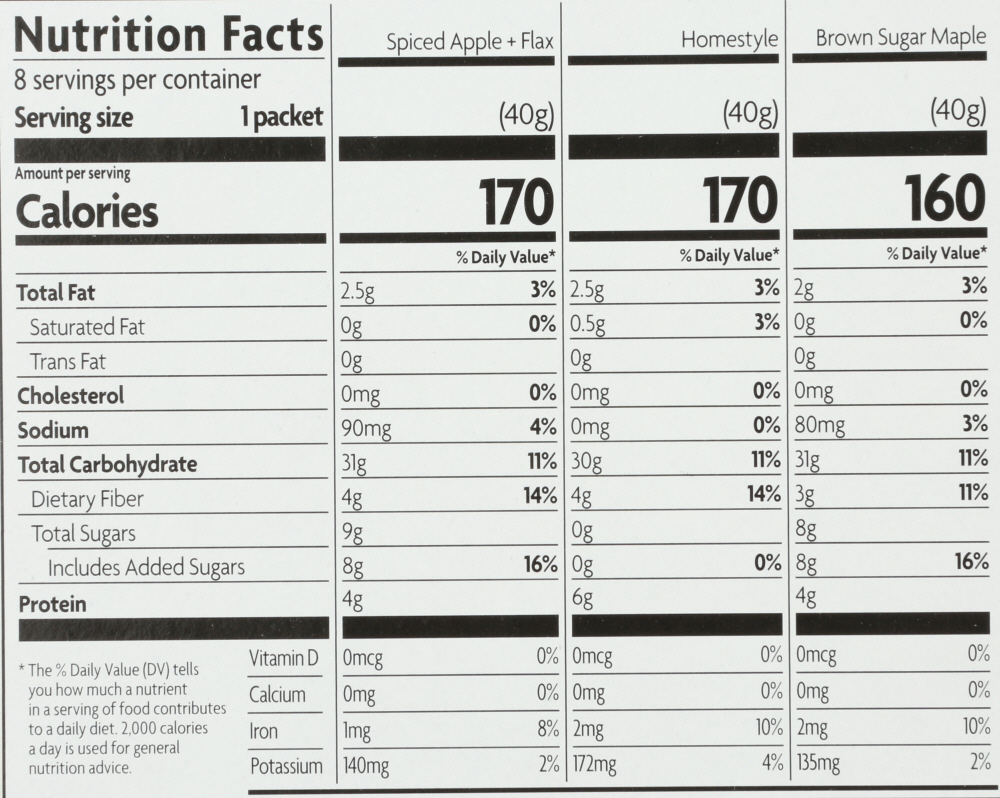 Nutrition Facts Spiced Apple + Flax Homestyle Brown Sugar Maple
8 servings per container
Serving size 1 packet (40g) (40g) (40g)
Amount per serving
Calories 170 170 160
% Daily Value* % Daily Value* % Daily Value*
Total Fat 2.5g 3% 2.5g 3% 2g 3%
Saturated Fat 0g 0% 0.5g 3% 0g 0%
Trans Fat 0g 0g 0g
Cholesterol 0mg 0% 0mg 0% 0mg 0%
Sodium 90mg 4% 0mg 0% 80mg 3%
Total Carbohydrate 31g 11% 30g 11% 31g 11%
Dietary Fiber 4g 14% 4g 14% 3g 11%
Total Sugars 9g 0g 8g
Includes Added Sugars 8g 16% 0g 0% 8g 16%
Protein 4g 6g 4g
Vitamin D 0mcg 0% 0mcg 0% 0mcg 0%
Calcium 0mg 0% 0mg 0% 0mg 0%
Iron 1mg 8% 2mg 10% 2mg 10%
Potassium 140mg 2% 172mg 4% 135mg 2%
* The % Daily Value (DV) tells
you how much a nutrient
in a serving of food contributes
to a daily diet. 2,000 calories
a day is used for general
nutrition advice.